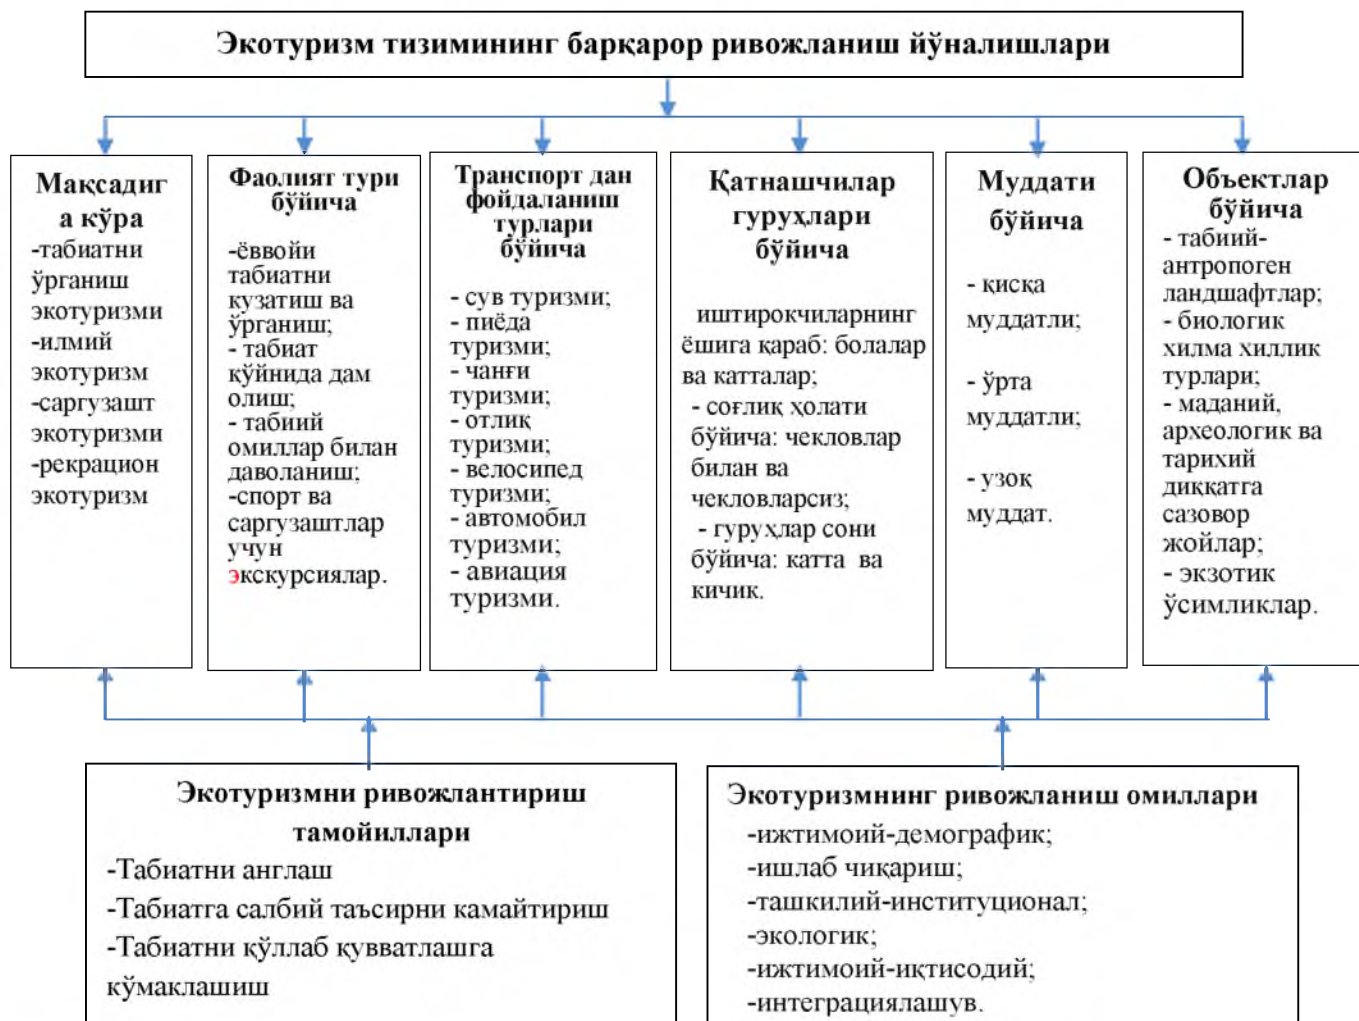 Экотуризм тизимининг барқарор ривожланиш йўналишлари
Мақсадиг
а кўра
-табиатни
ўрганиш
экотуризми
-илмий
экотуризм
-саргузашт
экотуризми
-рекрацион
экотуризм
Фаолият тури
бўйича
-ёввойи
табиатни
кузатиш ва
ўрганиш;
- табиат
қўйнида дам
олиш;
- табиий
омиллар билан
даволаниш;
-спорт ва
саргузаштлар
учун
экскурсиялар.
Транспорт дан
фойдаланиш
турлари
бўйича
- сув туризми;
- пиёда
туризми;
- чанғи
туризми;
- отлиқ
туризми;
- велосипед
туризми;
- автомобил
туризми;
- авиация
туризми.
Қатнашчилар
гуруҳлари
бўйича
иштирокчиларнинг
ёшига қараб: болалар
ва катталар;
- соғлиқ ҳолати
бўйича: чекловлар
билан ва
чекловларсиз;
- гуруҳлар сони
бўйича: катта ва
кичик.
Муддати
бўйича
- қисқа
муддатли;
- ўрта
муддатли;
- узоқ
муддат.
Объектлар
бўйича
- табиий-
антропоген
ландшафтлар;
- биологик
хилма хиллик
турлари;
- маданий,
археологик ва
тарихий
диққатга
сазовор
жойлар;
- экзотик
ўсимликлар.
Экотуризмни ривожлантириш
тамойиллари
-Табиатни англаш
-Табиатга салбий таъсирни камайтириш
-Табиатни қўллаб қувватлашга
кўмаклашиш
Экотуризмнинг ривожланиш омиллари
-ижтимоий-демографик;
-ишлаб чиқариш;
-ташкилий-институционал;
-экологик;
-ижтимоий-иқтисодий;
-интеграциялашув.